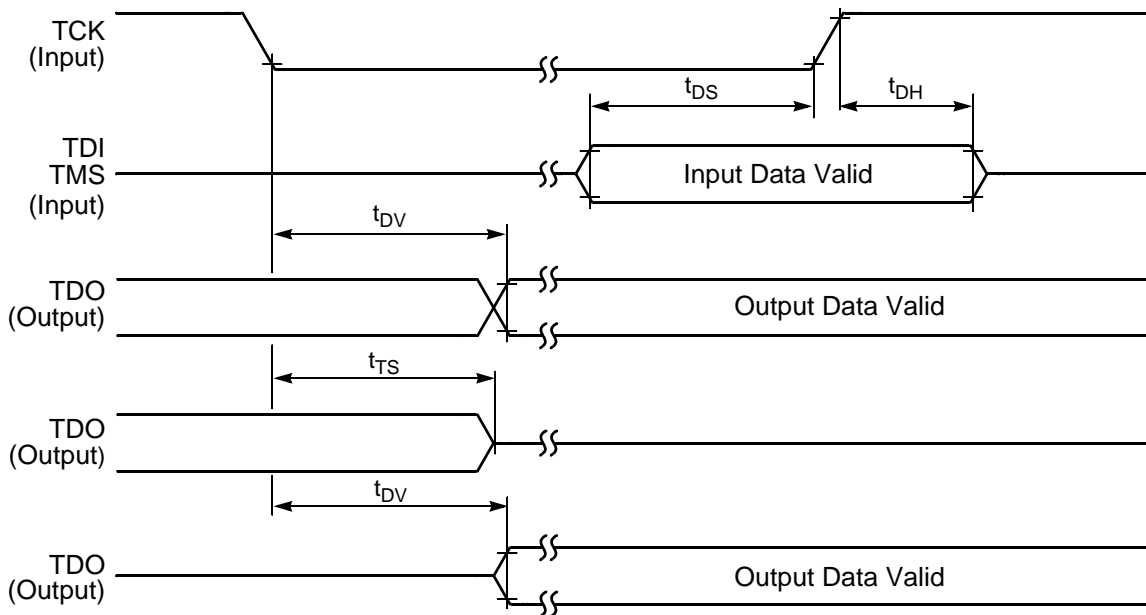 TCK
(Input)
tDS
tDH
TDI
TMS
(Input)
Input Data Valid
tDV
TDO
(Output)
Output Data Valid
tTS
TDO
(Output)
tDV
TDO
(Output)
Output Data Valid